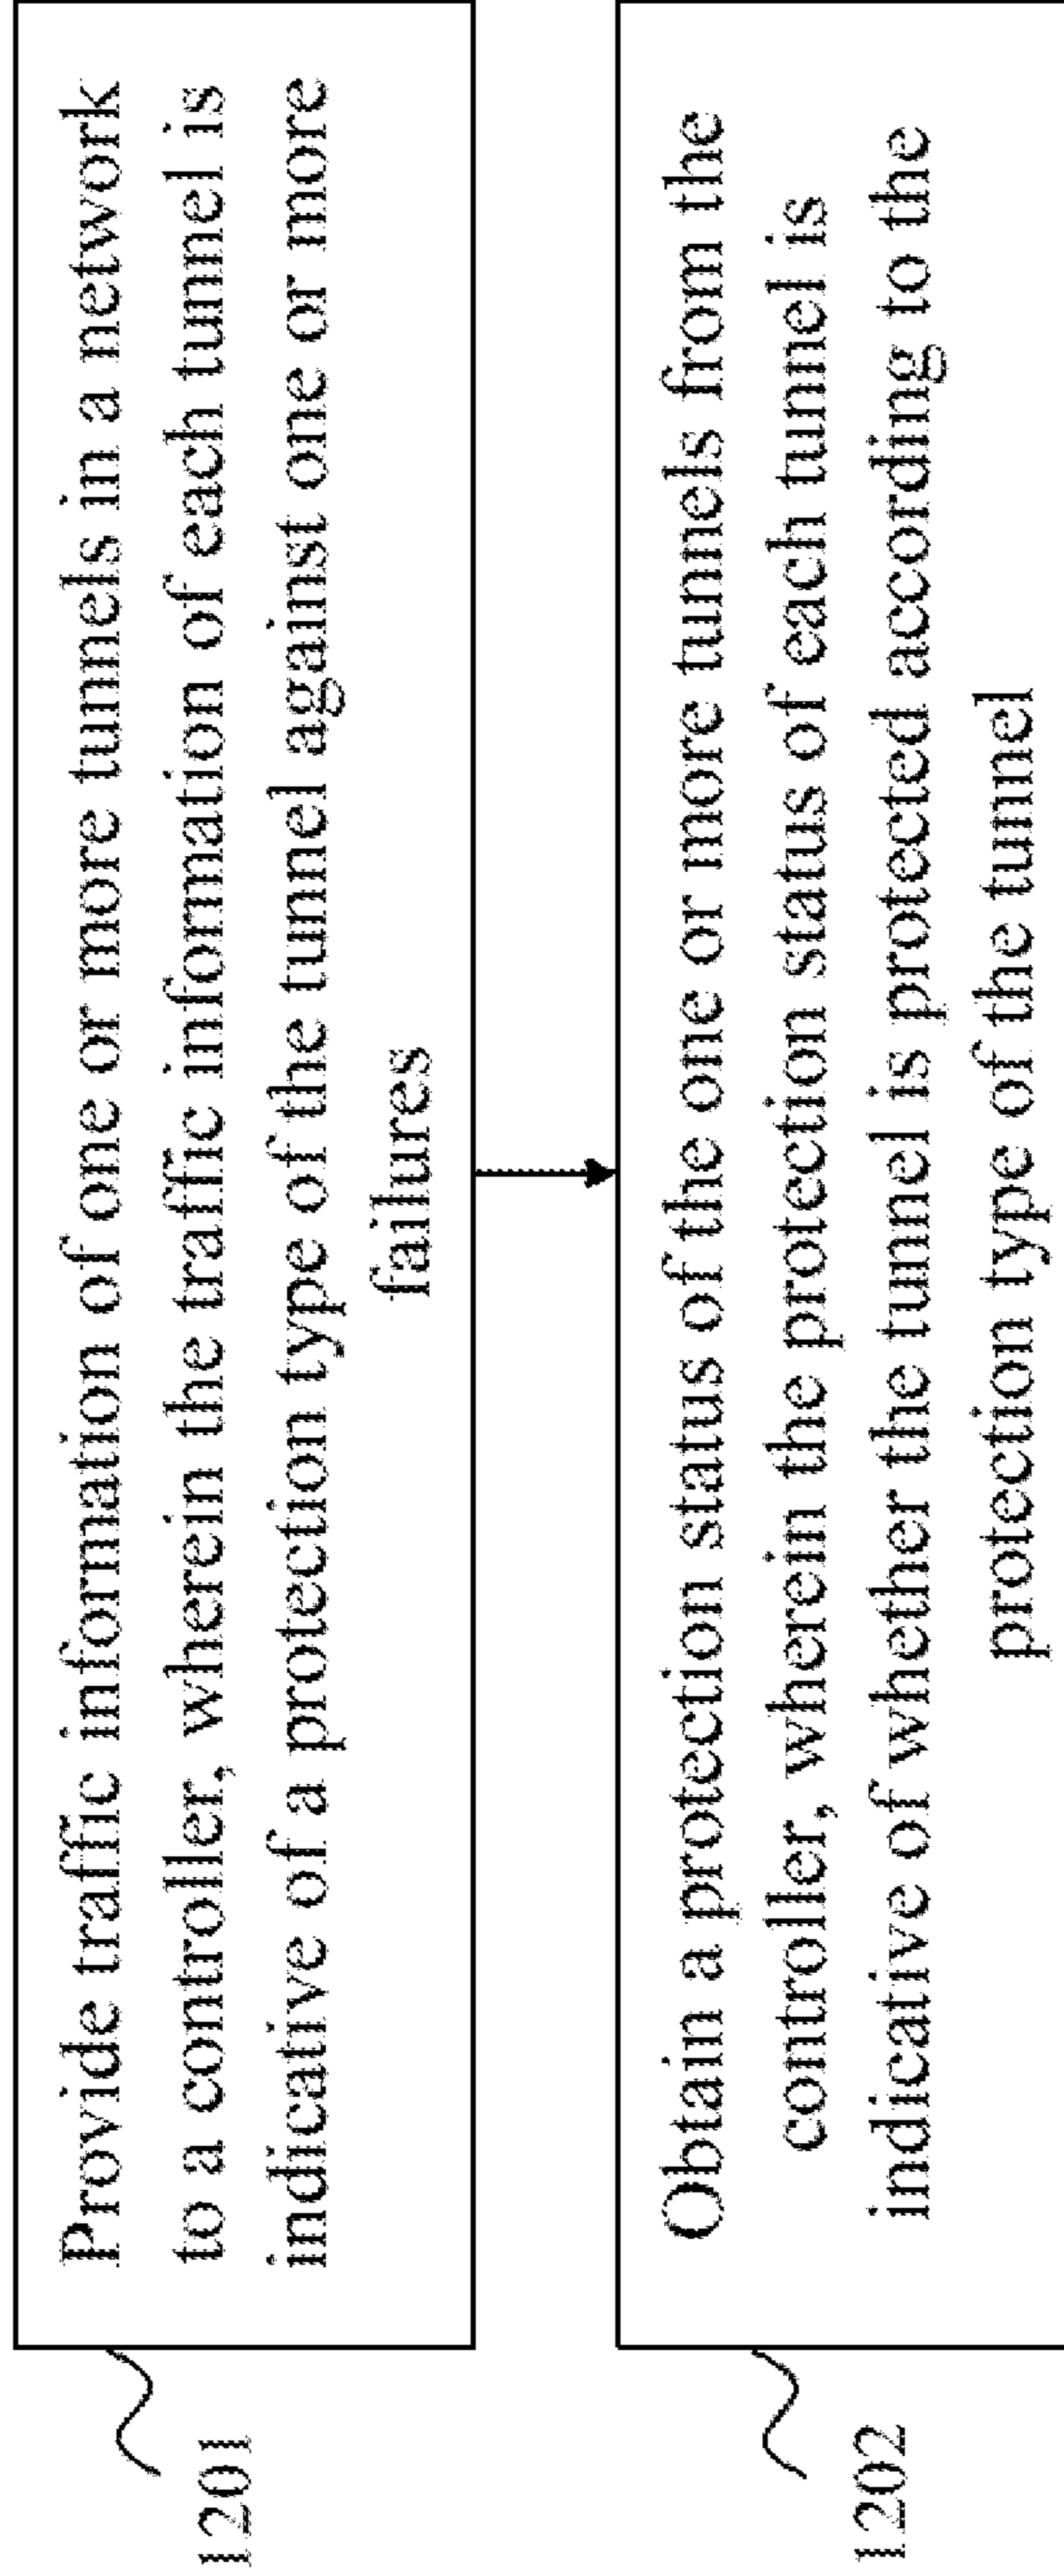 Provide traffic information of one or more tunnels in a network
to a controller, wherein the traffic information of each tunnel is
indicative of a protection type of the tunnel against one or more
failures
1201
Obtain a protection status of the one or more tunnels from the
controller, wherein the protection status of each tunnel is
indicative of whether the tunnel is protected according to the
protection type of the tunnel
1202